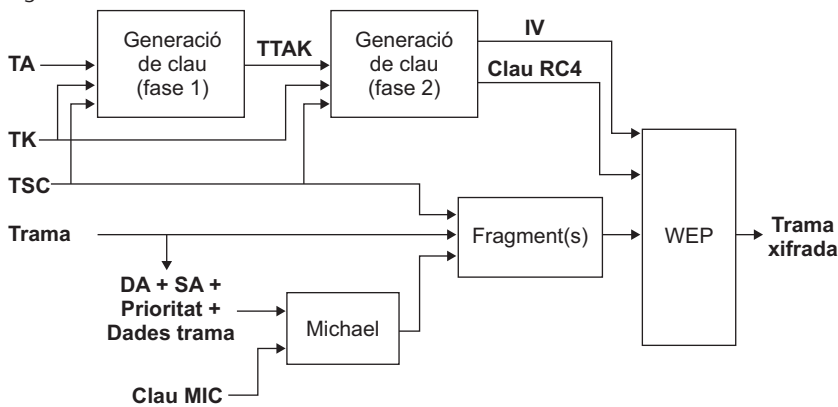 Generació
de clau
(fase 1)
TTAK
Generació
de clau
(fase 2)
IV
Clau RC4
TA
TK
TSC
Trama
Fragment(s)
WEP
Trama
xifrada
DA + SA +
Prioritat +
Dades trama
Michael
Clau MIC